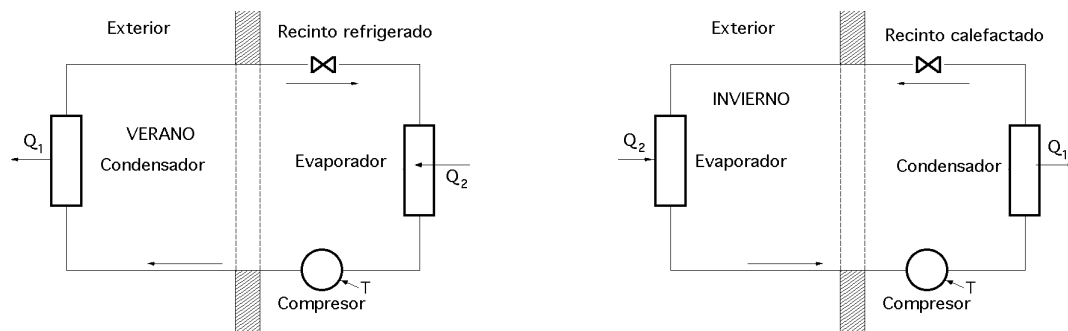 Exterior
Recinto refrigerado
Q1
VERANO
Condensador
Evaporador
Q2
T
Compresor
Exterior
Recinto calefactado
INVIERNO
Q2
Evaporador
Condensador
Q1
T
Compresor